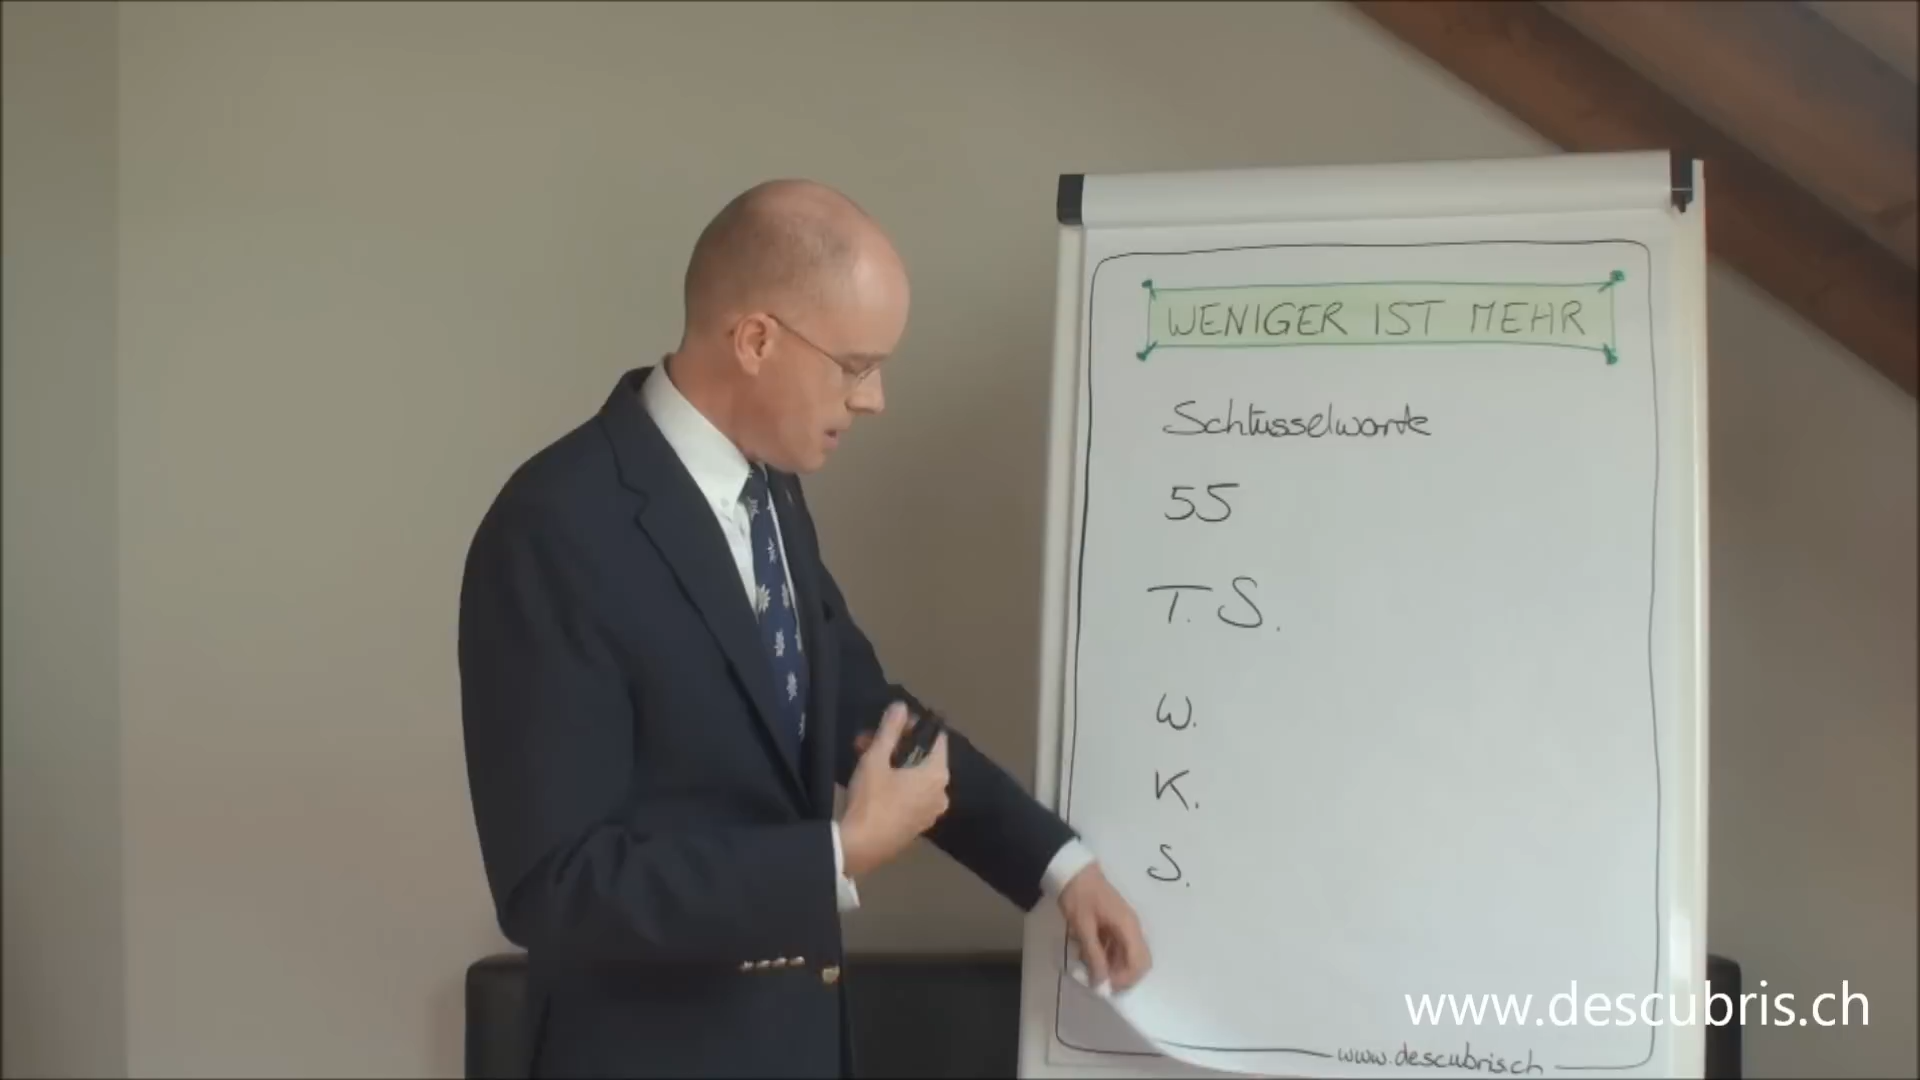 WENIGER IST MEHR
Schlüsselworte
55
T. S.
W.
K.
S.
www.descubris.ch
www.descubris.ch